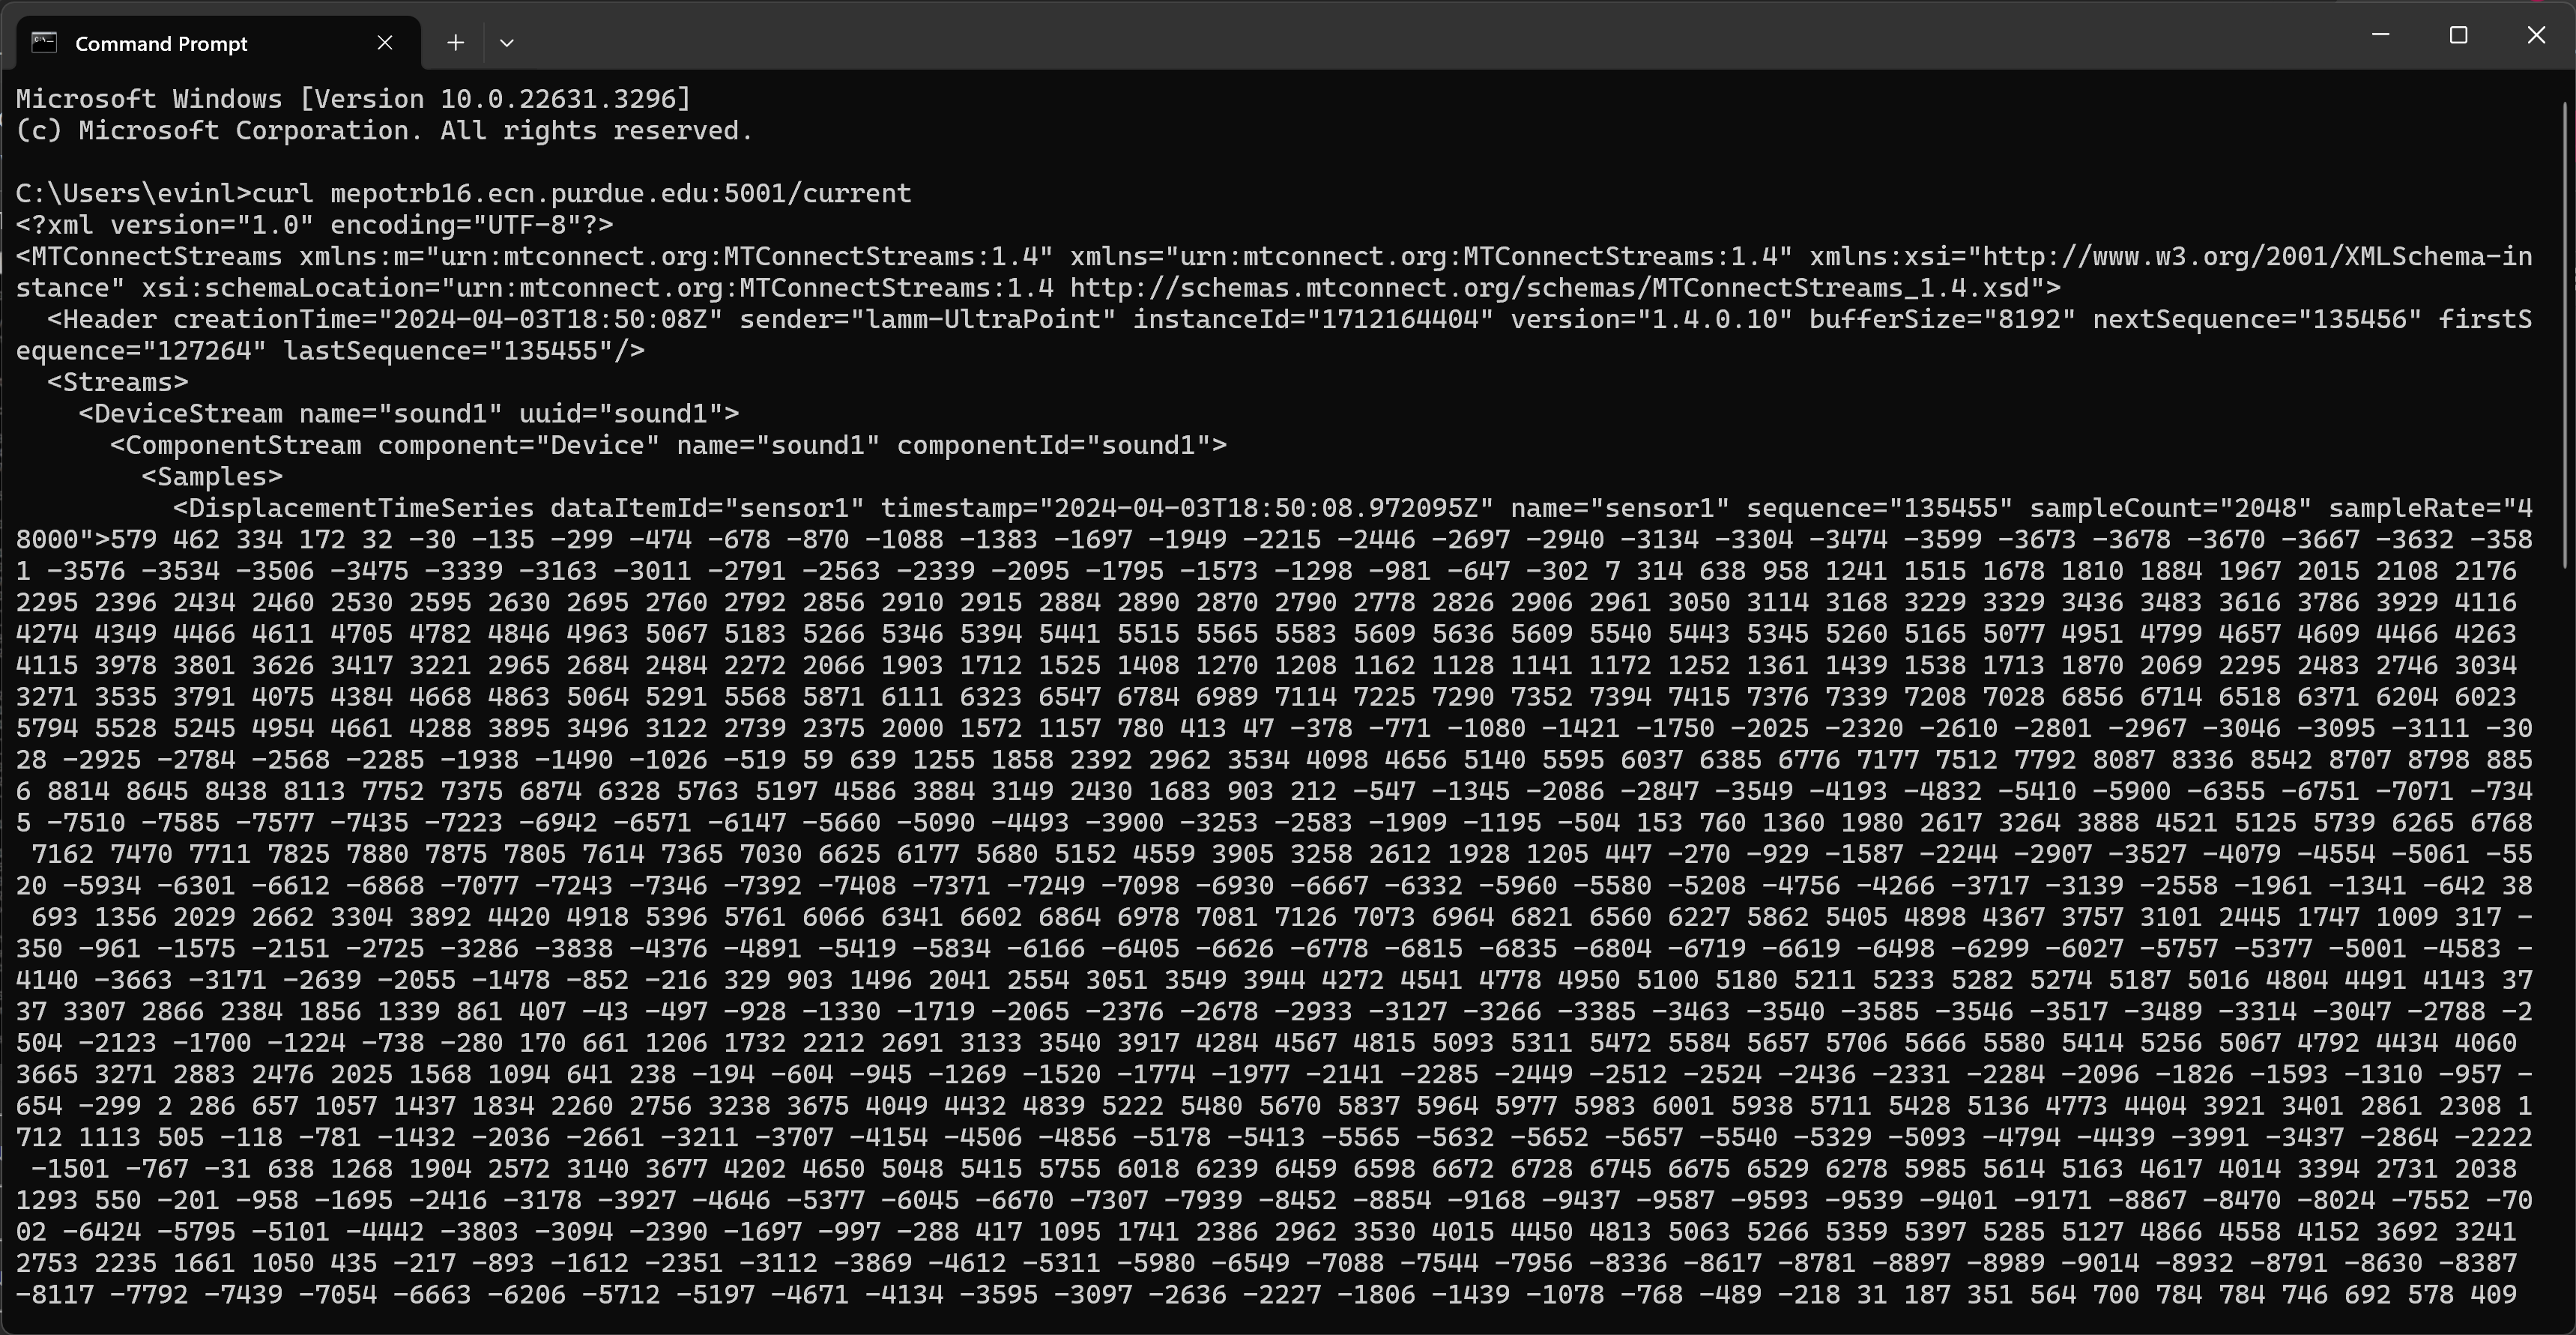 Command Prompt
Microsoft Windows [Version 10.0.22631.3296]
(c) Microsoft Corporation. All rights reserved.
C:\Users\evinl>curl mepotrb16.ecn.purdue.edu:5001/current
<?xml version="1.0" encoding="UTF-8"?>
<MTConnectStreams xmlns:m="urn:mtconnect.org:MTConnectStreams:1.4" xmlns="urn:mtconnect.org:MTConnectStreams:1.4" xmlns:xsi="http://www.w3.org/2001/XMLSchema-in
stance" xsi:schemaLocation="urn:mtconnect.org:MTConnectStreams:1.4 http://schemas.mtconnect.org/schemas/MTConnectStreams_1.4.xsd">
  <Header creationTime="2024-04-03T18:50:08Z" sender="lamm-UltraPoint" instanceId="1712164404" version="1.4.0.10" bufferSize="8192" nextSequence="135456" firstS
equence="127264" lastSequence="135455"/>
  <Streams>
    <DeviceStream name="sound1" uuid="sound1">
      <ComponentStream component="Device" name="sound1" componentId="sound1">
        <Samples>
          <DisplacementTimeSeries dataItemId="sensor1" timestamp="2024-04-03T18:50:08.972095Z" name="sensor1" sequence="135455" sampleCount="2048" sampleRate="4
8000">579 462 334 172 32 -30 -135 -299 -474 -678 -870 -1088 -1383 -1697 -1949 -2215 -2446 -2697 -2940 -3134 -3304 -3474 -3599 -3673 -3678 -3670 -3667 -3632 -358
1 -3576 -3534 -3506 -3475 -3339 -3163 -3011 -2791 -2563 -2339 -2095 -1795 -1573 -1298 -981 -647 -302 7 314 638 958 1241 1515 1678 1810 1884 1967 2015 2108 2176
2295 2396 2434 2460 2530 2595 2630 2695 2760 2792 2856 2910 2915 2884 2890 2870 2790 2778 2826 2906 2961 3050 3114 3168 3229 3329 3436 3483 3616 3786 3929 4116
4274 4349 4466 4611 4705 4782 4846 4963 5067 5183 5266 5346 5394 5441 5515 5565 5583 5609 5636 5609 5540 5443 5345 5260 5165 5077 4951 4799 4657 4609 4466 4263
4115 3978 3801 3626 3417 3221 2965 2684 2484 2272 2066 1903 1712 1525 1408 1270 1208 1162 1128 1141 1172 1252 1361 1439 1538 1713 1870 2069 2295 2483 2746 3034
3271 3535 3791 4075 4384 4668 4863 5064 5291 5568 5871 6111 6323 6547 6784 6989 7114 7225 7290 7352 7394 7415 7376 7339 7208 7028 6856 6714 6518 6371 6204 6023
5794 5528 5245 4954 4661 4288 3895 3496 3122 2739 2375 2000 1572 1157 780 413 47 -378 -771 -1080 -1421 -1750 -2025 -2320 -2610 -2801 -2967 -3046 -3095 -3111 -30
28 -2925 -2784 -2568 -2285 -1938 -1490 -1026 -519 59 639 1255 1858 2392 2962 3534 4098 4656 5140 5595 6037 6385 6776 7177 7512 7792 8087 8336 8542 8707 8798 885
6 8814 8645 8438 8113 7752 7375 6874 6328 5763 5197 4586 3884 3149 2430 1683 903 212 -547 -1345 -2086 -2847 -3549 -4193 -4832 -5410 -5900 -6355 -6751 -7071 -734
5 -7510 -7585 -7577 -7435 -7223 -6942 -6571 -6147 -5660 -5090 -4493 -3900 -3253 -2583 -1909 -1195 -504 153 760 1360 1980 2617 3264 3888 4521 5125 5739 6265 6768
 7162 7470 7711 7825 7880 7875 7805 7614 7365 7030 6625 6177 5680 5152 4559 3905 3258 2612 1928 1205 447 -270 -929 -1587 -2244 -2907 -3527 -4079 -4554 -5061 -55
20 -5934 -6301 -6612 -6868 -7077 -7243 -7346 -7392 -7408 -7371 -7249 -7098 -6930 -6667 -6332 -5960 -5580 -5208 -4756 -4266 -3717 -3139 -2558 -1961 -1341 -642 38
 693 1356 2029 2662 3304 3892 4420 4918 5396 5761 6066 6341 6602 6864 6978 7081 7126 7073 6964 6821 6560 6227 5862 5405 4898 4367 3757 3101 2445 1747 1009 317 -
350 -961 -1575 -2151 -2725 -3286 -3838 -4376 -4891 -5419 -5834 -6166 -6405 -6626 -6778 -6815 -6835 -6804 -6719 -6619 -6498 -6299 -6027 -5757 -5377 -5001 -4583 -
4140 -3663 -3171 -2639 -2055 -1478 -852 -216 329 903 1496 2041 2554 3051 3549 3944 4272 4541 4778 4950 5100 5180 5211 5233 5282 5274 5187 5016 4804 4491 4143 37
37 3307 2866 2384 1856 1339 861 407 -43 -497 -928 -1330 -1719 -2065 -2376 -2678 -2933 -3127 -3266 -3385 -3463 -3540 -3585 -3546 -3517 -3489 -3314 -3047 -2788 -2
504 -2123 -1700 -1224 -738 -280 170 661 1206 1732 2212 2691 3133 3540 3917 4284 4567 4815 5093 5311 5472 5584 5657 5706 5666 5580 5414 5256 5067 4792 4434 4060
3665 3271 2883 2476 2025 1568 1094 641 238 -194 -604 -945 -1269 -1520 -1774 -1977 -2141 -2285 -2449 -2512 -2524 -2436 -2331 -2284 -2096 -1826 -1593 -1310 -957 -
654 -299 2 286 657 1057 1437 1834 2260 2756 3238 3675 4049 4432 4839 5222 5480 5670 5837 5964 5977 5983 6001 5938 5711 5428 5136 4773 4404 3921 3401 2861 2308 1
712 1113 505 -118 -781 -1432 -2036 -2661 -3211 -3707 -4154 -4506 -4856 -5178 -5413 -5565 -5632 -5652 -5657 -5540 -5329 -5093 -4794 -4439 -3991 -3437 -2864 -2222
 -1501 -767 -31 638 1268 1904 2572 3140 3677 4202 4650 5048 5415 5755 6018 6239 6459 6598 6672 6728 6745 6675 6529 6278 5985 5614 5163 4617 4014 3394 2731 2038
1293 550 -201 -958 -1695 -2416 -3178 -3927 -4646 -5377 -6045 -6670 -7307 -7939 -8452 -8854 -9168 -9437 -9587 -9593 -9539 -9401 -9171 -8867 -8470 -8024 -7552 -70
02 -6424 -5795 -5101 -4442 -3803 -3094 -2390 -1697 -997 -288 417 1095 1741 2386 2962 3530 4015 4450 4813 5063 5266 5359 5397 5285 5127 4866 4558 4152 3692 3241
2753 2235 1661 1050 435 -217 -893 -1612 -2351 -3112 -3869 -4612 -5311 -5980 -6549 -7088 -7544 -7956 -8336 -8617 -8781 -8897 -8989 -9014 -8932 -8791 -8630 -8387
-8117 -7792 -7439 -7054 -6663 -6206 -5712 -5197 -4671 -4134 -3595 -3097 -2636 -2227 -1806 -1439 -1078 -768 -489 -218 31 187 351 564 700 784 784 746 692 578 409